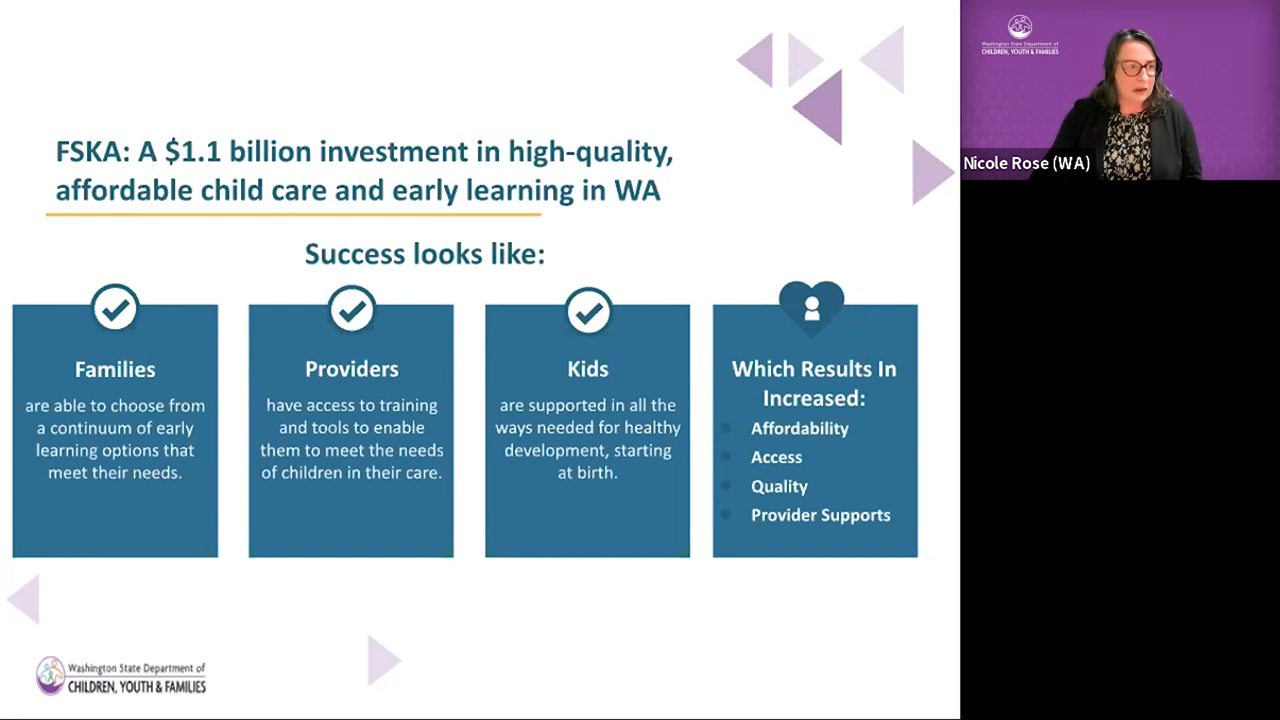 FSKA: A $1.1 billion investment in high-quality,
affordable child care and early learning in WA
Success looks like:
Families
are able to choose from
a continuum of early
learning options that
meet their needs.
Providers
have access to training
and tools to enable
them to meet the needs
of children in their care.
Kids
are supported in all the
ways needed for healthy
development, starting
at birth.
Which Results In
Increased:
Affordability
Access
Quality
Provider Supports
Washington State Department of
CHILDREN, YOUTH & FAMILIES
Washington State Department of
CHILDREN, YOUTH & FAMILIES
Nicole Rose (WA)